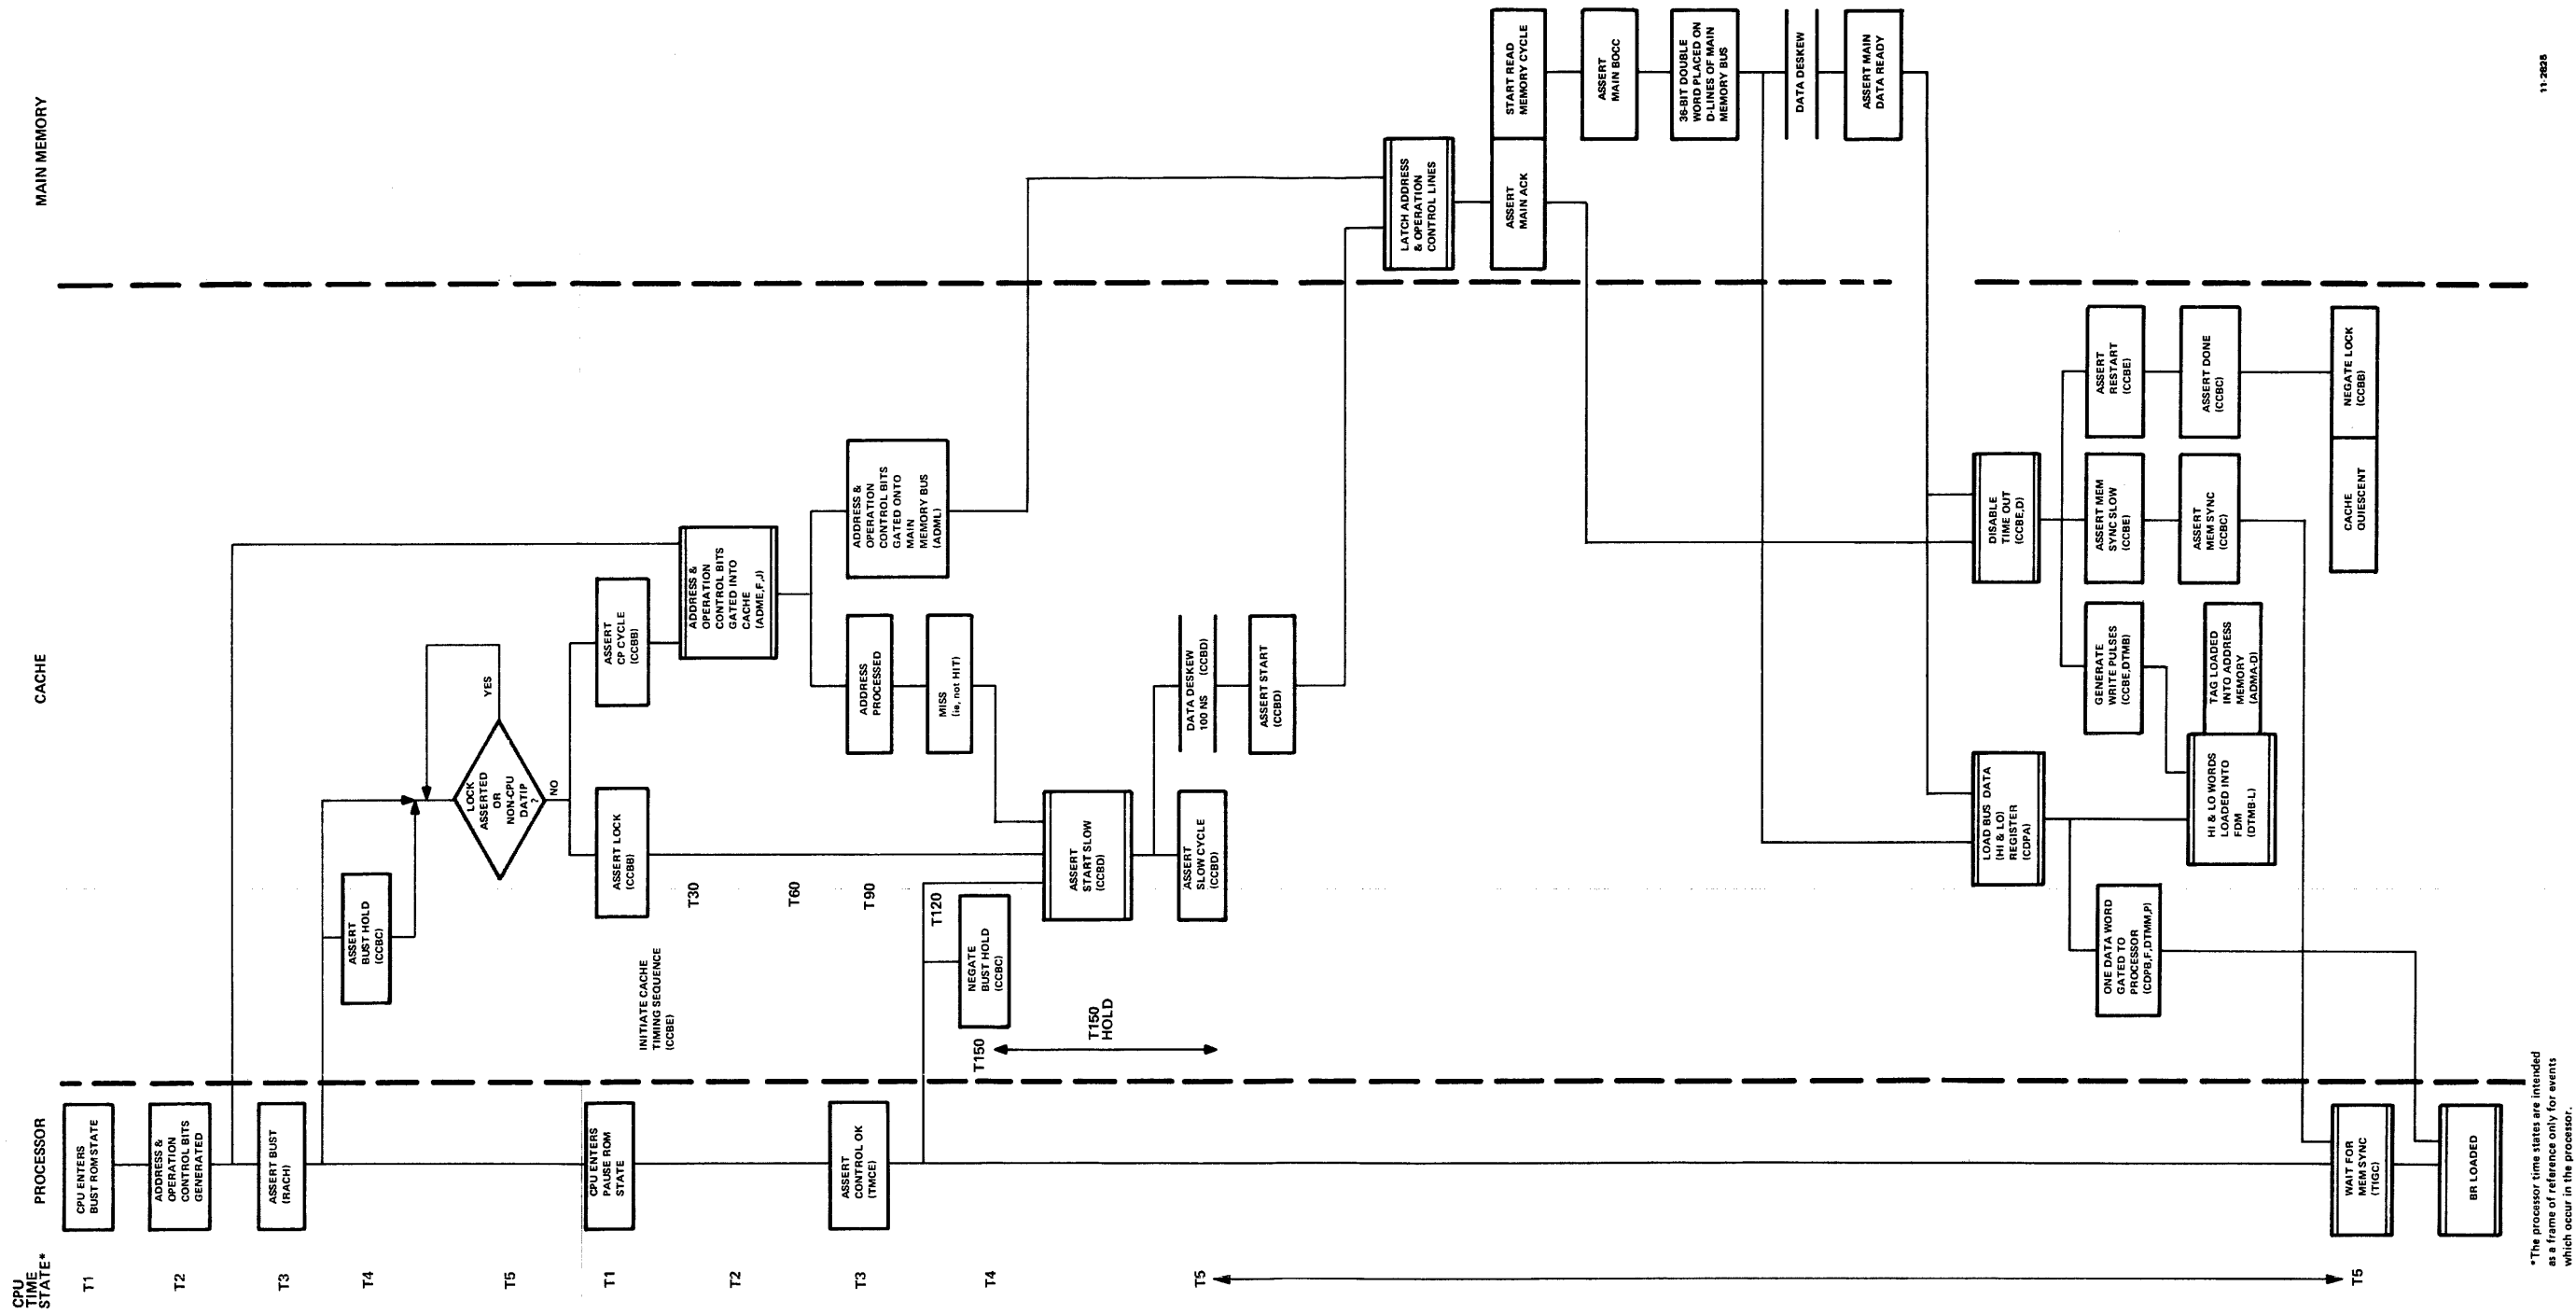 CPU
TIME
STATE*
PROCESSOR
CACHE
MAIN MEMORY
T1
T2
T3
T4
T5
T1
T2
T3
T4
T5
T5
CPU ENTERS
BUST ROM STATE
ADDRESS &
OPERATION
CONTROL BITS
GENERATED
ASSERT BUST
(RACH)
CPU ENTERS
PAUSE ROM
STATE
ASSERT
CONTROL OK
(TMCE)
WAIT FOR
MEM SYNC
(TIGC)
BR LOADED
ASSERT
BUST HOLD
(CCBC)
LOCK
ASSERTED
OR
NON-CPU
DATIP
?
YES
NO
INITIATE CACHE
TIMING SEQUENCE
(CCBE)
ASSERT LOCK
(CCBB)
ASSERT
CP CYCLE
(CCBB)
T30
T60
T90
T120
T150
T150
HOLD
ADDRESS &
OPERATION
CONTROL BITS
GATED INTO
CACHE
(ADME,F,J)
ADDRESS
PROCESSED
ADDRESS &
OPERATION
CONTROL BITS
GATED ONTO
MAIN
MEMORY BUS
(ADML)
MISS
(ie, not HIT)
NEGATE
BUST HOLD
(CCBC)
ASSERT
START SLOW
(CCBD)
ASSERT
SLOW CYCLE
(CCBD)
DATA DESKEW
100 NS (CCBD)
ASSERT START
(CCBD)
LATCH ADDRESS
& OPERATION
CONTROL LINES
ASSERT
MAIN ACK
START READ
MEMORY CYCLE
ASSERT
MAIN BOCC
36-BIT DOUBLE
WORD PLACED ON
D-LINES OF MAIN
MEMORY BUS
DATA DESKEW
ASSERT MAIN
DATA READY
LOAD BUS DATA
(HI & LO)
REGISTER
(CDPA)
DISABLE
TIME OUT
(CCBE,D)
ONE DATA WORD
GATED TO
PROCESSOR
(CDPB,F,DTMM,P)
GENERATE
WRITE PULSES
(CCBE,DTMB)
ASSERT MEM
SYNC SLOW
(CCBE)
ASSERT
RESTART
(CCBE)
HI & LO WORDS
LOADED INTO
FDM
(DTMB-L)
TAG LOADED
INTO ADDRESS
MEMORY
(ADMA-D)
ASSERT
MEM SYNC
(CCBC)
ASSERT DONE
(CCBC)
CACHE
QUIESCENT
NEGATE LOCK
(CCBB)
*The processor time states are intended
as a frame of reference only for events
which occur in the processor.
11-2825